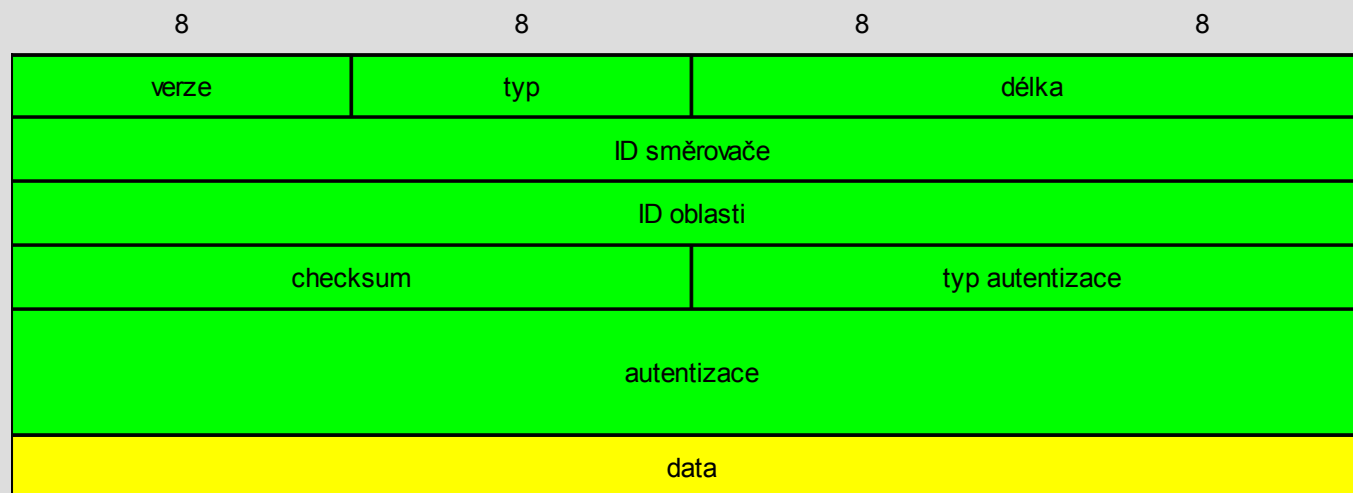 8 8 8 8
verze typ délka
ID směrovače
ID oblasti
checksum typ autentizace
autentizace
data